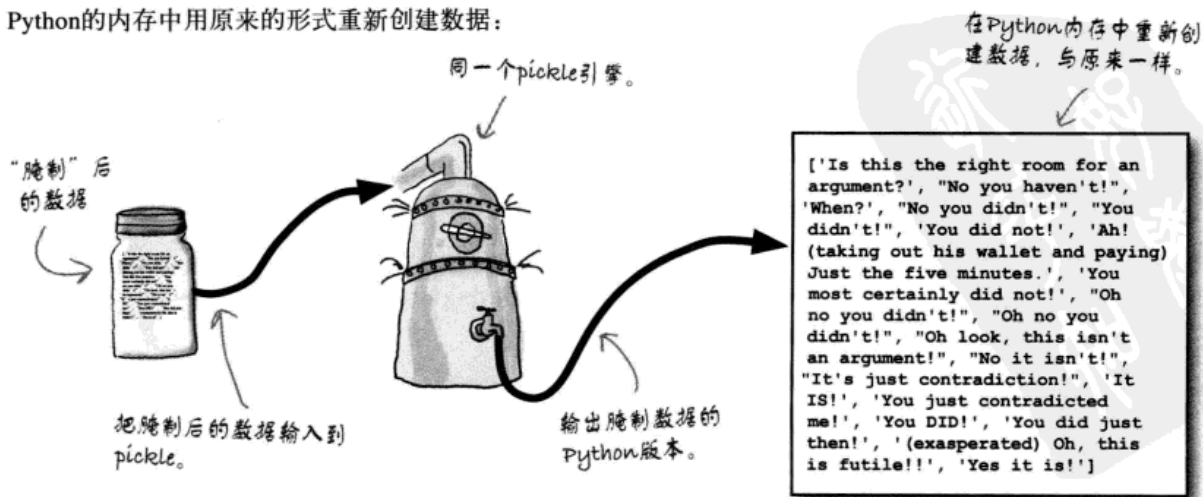 Python的内存中用原来的形式重新创建数据：
在Python内存中重新创
建数据，与原来一样。
同一个pickle引擎。
“腌制”后
的数据
['Is this the right room for an
argument?', "No you haven't!",
'When?', "No you didn't!", "You
didn't!", 'You did not!', 'Ah!
(taking out his wallet and paying)
Just the five minutes.', 'You
most certainly did not!', "Oh
no you didn't!", "Oh no you
didn't!", "Oh look, this isn't
an argument!", "No it isn't!",
"It's just contradiction!", 'It
IS!', 'You just contradicted
me!', 'You DID!', 'You did just
then!', '(exasperated) Oh, this
is futile!!', 'Yes it is!']
把腌制后的数据输入到
pickle。
输出腌制数据的
Python版本。